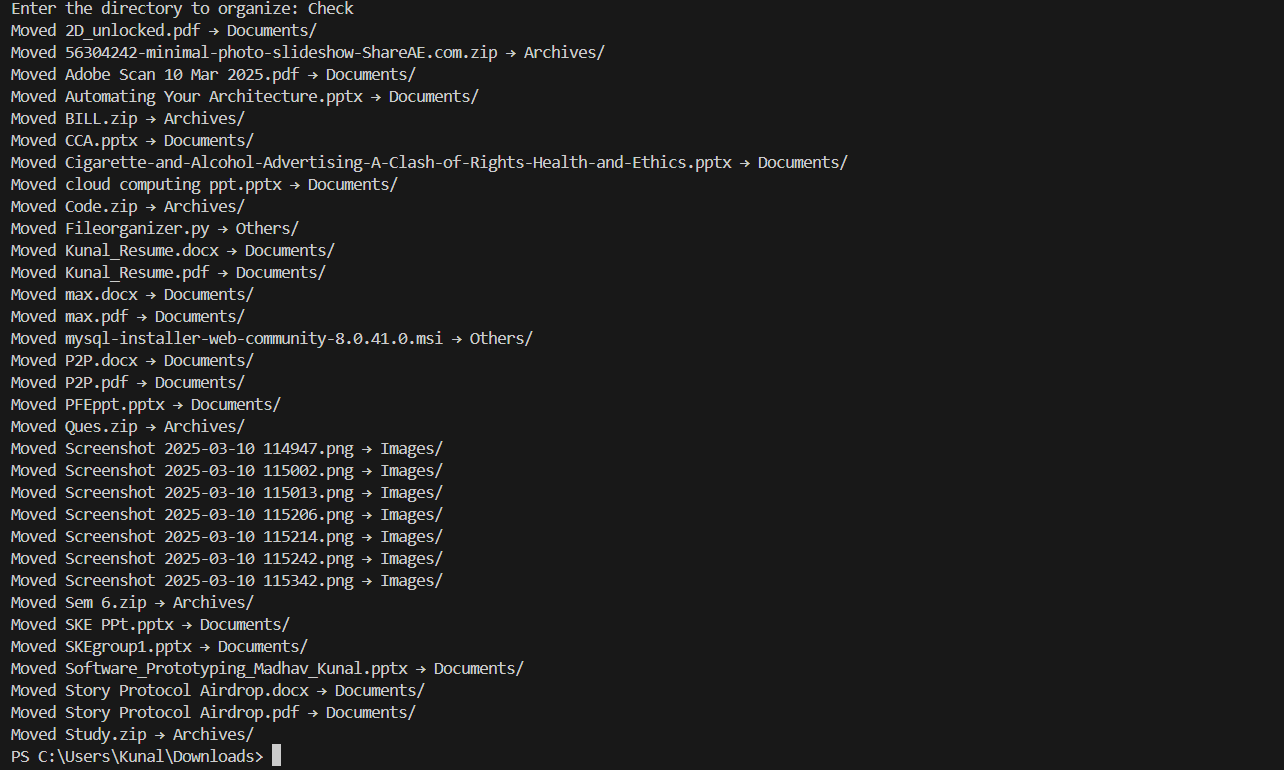 Enter the directory to organize: Check
Moved 2D_unlocked.pdf → Documents/
Moved 56304242-minimal-photo-slideshow-ShareAE.com.zip → Archives/
Moved Adobe Scan 10 Mar 2025.pdf → Documents/
Moved Automating Your Architecture.pptx → Documents/
Moved BILL.zip → Archives/
Moved CCA.pptx → Documents/
Moved Cigarette-and-Alcohol-Advertising-A-Clash-of-Rights-Health-and-Ethics.pptx → Documents/
Moved cloud computing ppt.pptx → Documents/
Moved Code.zip → Archives/
Moved Fileorganizer.py → Others/
Moved Kunal_Resume.docx → Documents/
Moved Kunal_Resume.pdf → Documents/
Moved max.docx → Documents/
Moved max.pdf → Documents/
Moved mysql-installer-web-community-8.0.41.0.msi → Others/
Moved P2P.docx → Documents/
Moved P2P.pdf → Documents/
Moved PFEppt.pptx → Documents/
Moved Ques.zip → Archives/
Moved Screenshot 2025-03-10 114947.png → Images/
Moved Screenshot 2025-03-10 115002.png → Images/
Moved Screenshot 2025-03-10 115013.png → Images/
Moved Screenshot 2025-03-10 115206.png → Images/
Moved Screenshot 2025-03-10 115214.png → Images/
Moved Screenshot 2025-03-10 115242.png → Images/
Moved Screenshot 2025-03-10 115342.png → Images/
Moved Sem 6.zip → Archives/
Moved SKE PPt.pptx → Documents/
Moved SKEgroup1.pptx → Documents/
Moved Software_Prototyping_Madhav_Kunal.pptx → Documents/
Moved Story Protocol Airdrop.docx → Documents/
Moved Story Protocol Airdrop.pdf → Documents/
Moved Study.zip → Archives/
PS C:\Users\Kunal\Downloads>